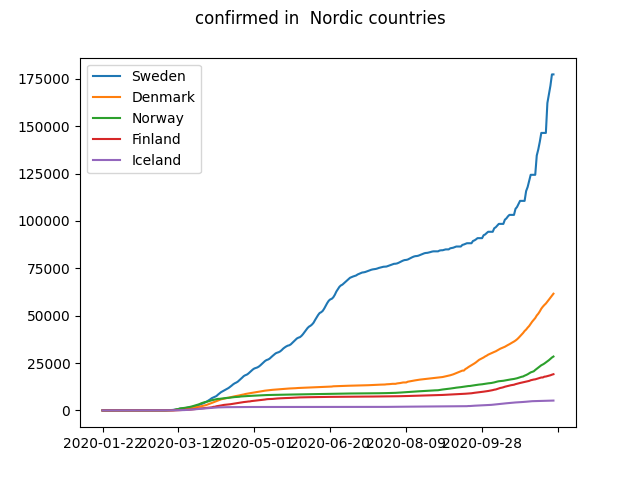 confirmed in  Nordic countries
175000
150000
125000
100000
75000
50000
25000
0
Sweden
Denmark
Norway
Finland
Iceland
2020-01-22 2020-03-12 2020-05-01 2020-06-20 2020-08-09 2020-09-28